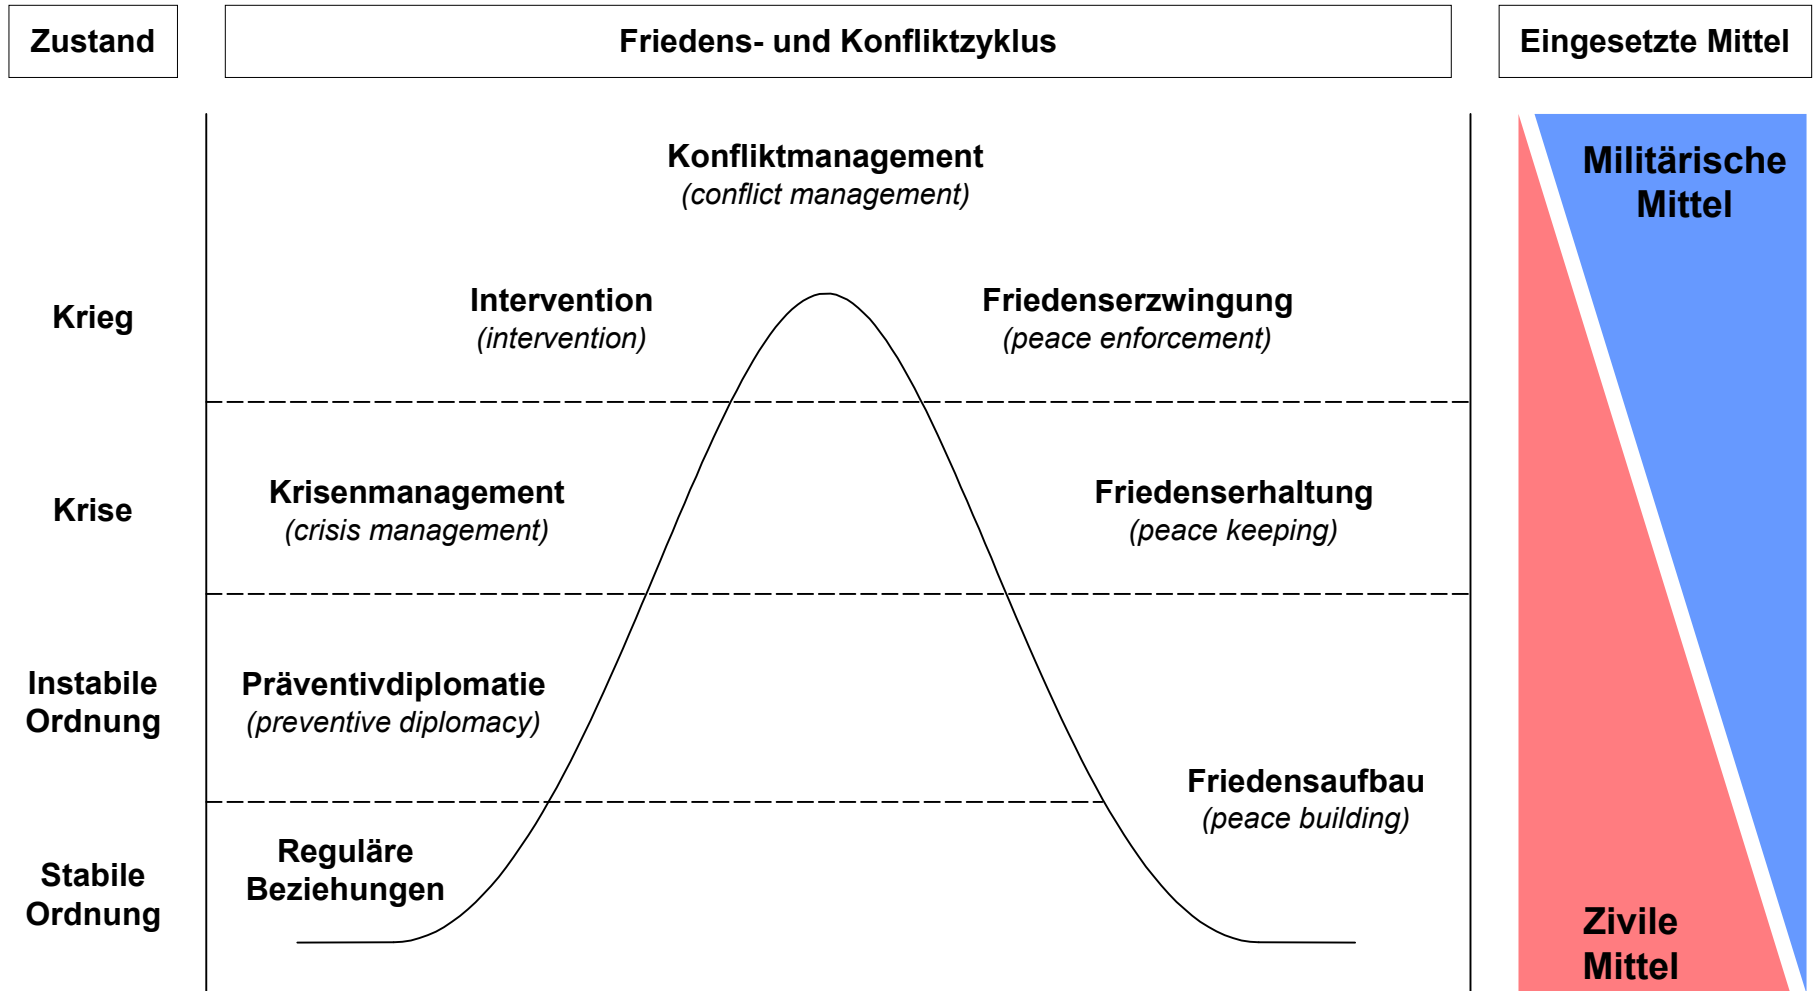 Zustand
Friedens- und Konfliktzyklus
Eingesetzte Mittel
Konfliktmanagement
(conflict management)
Militärische
Mittel
Krieg
Intervention
(intervention)
Friedenserzwingung
(peace enforcement)
Krise
Krisenmanagement
(crisis management)
Friedenserhaltung
(peace keeping)
Instabile
Ordnung
Präventivdiplomatie
(preventive diplomacy)
Friedensaufbau
(peace building)
Stabile
Ordnung
Reguläre
Beziehungen
Zivile
Mittel